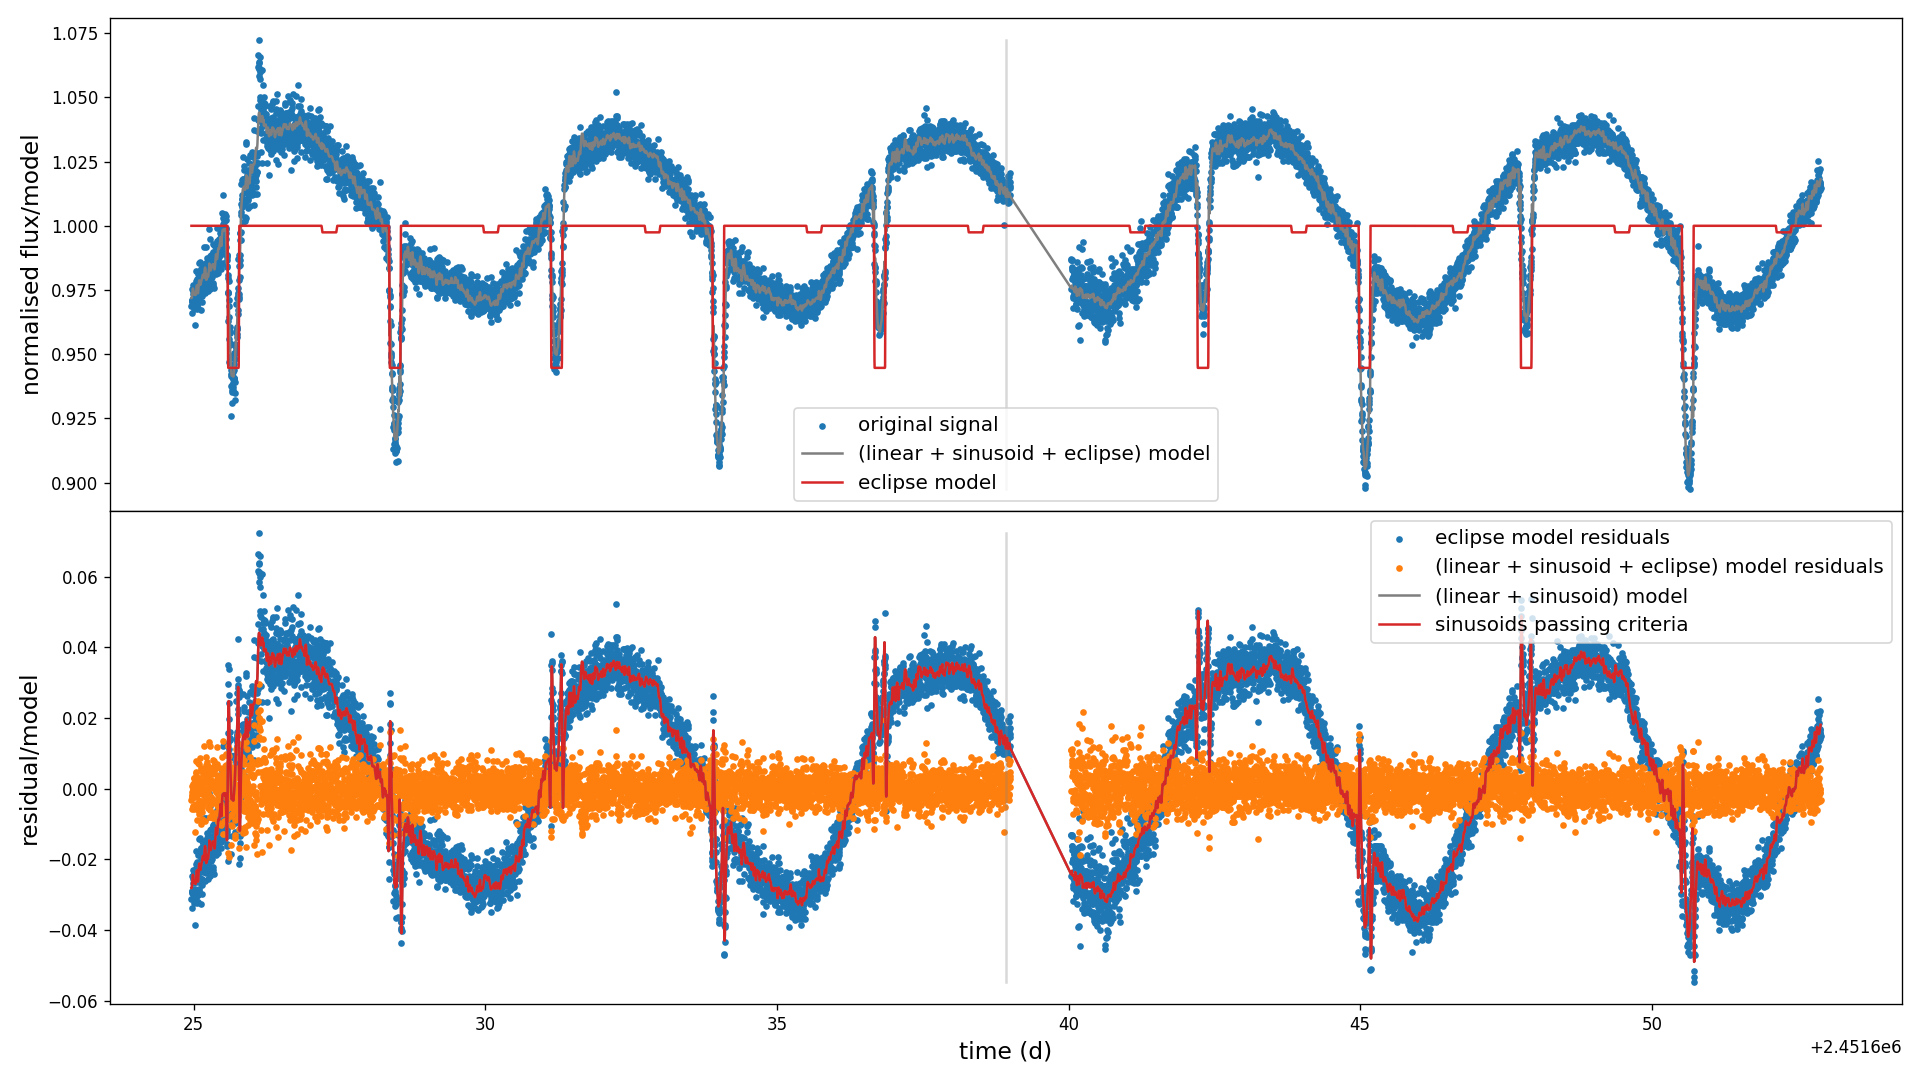 normalised flux/model
1.075
1.050
1.025
1.000
0.975
0.950
0.925
0.900
original signal
(linear + sinusoid + eclipse) model
eclipse model
residual/model
0.06
0.04
0.02
0.00
−0.02
−0.04
−0.06
eclipse model residuals
(linear + sinusoid + eclipse) model residuals
(linear + sinusoid) model
sinusoids passing criteria
25 30 35 40 45 50
time (d)
+2.4516e6